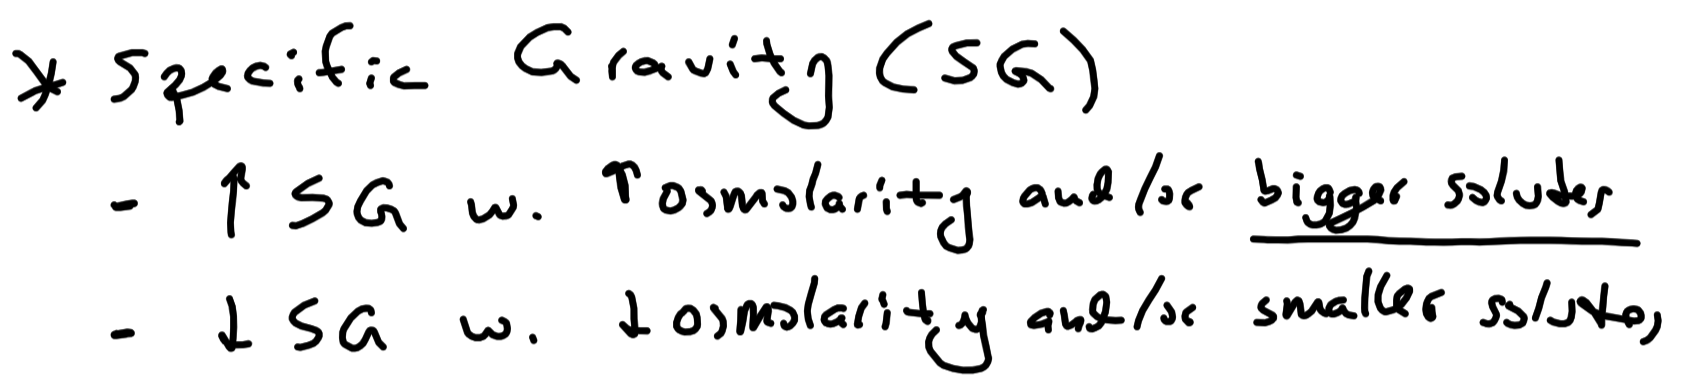 * Specific Gravity (SG)
- ↑ SG w. ↑ osmolarity and/or bigger solutes
- ↓ SG w. ↓ osmolarity and/or smaller solutes